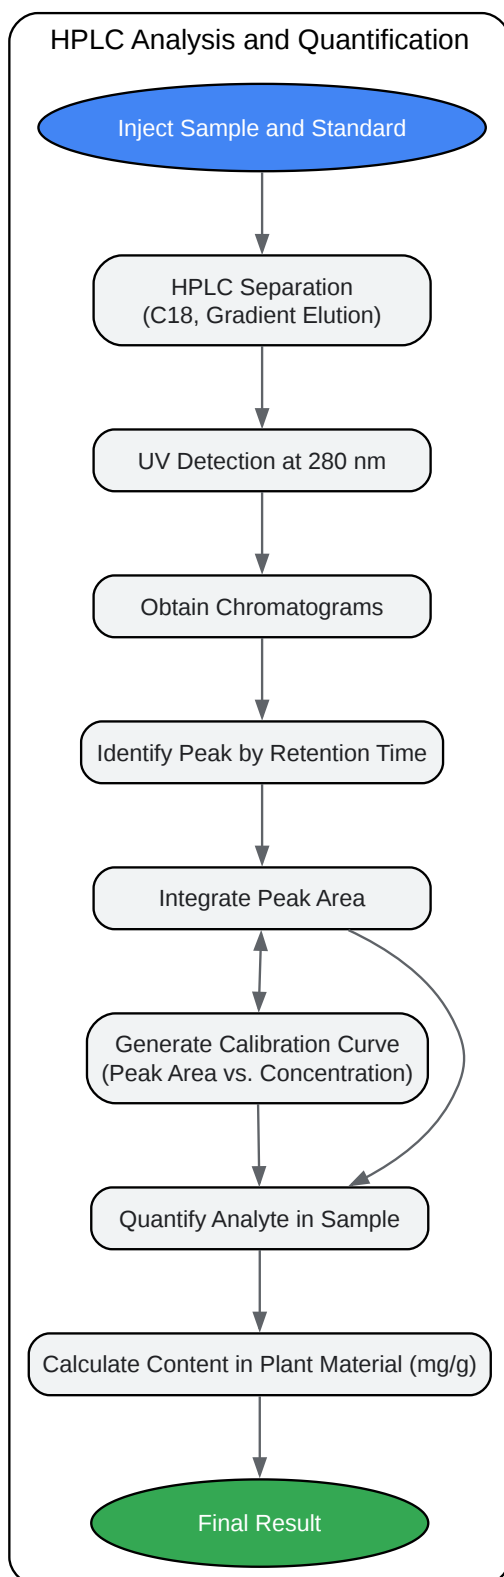 HPLC Analysis and Quantification
Inject Sample and Standard
HPLC Separation
(C18, Gradient Elution)
UV Detection at 280 nm
Obtain Chromatograms
Identify Peak by Retention Time
Integrate Peak Area
Generate Calibration Curve
(Peak Area vs. Concentration)
Quantify Analyte in Sample
Calculate Content in Plant Material (mg/g)
Final Result